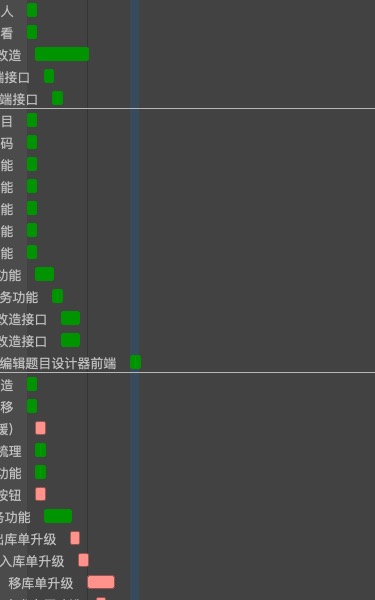 人
看
改造
端接口
端接口
目
码
能
能
能
能
能
功能
务功能
改造接口
改造接口
编辑题目设计器前端
造
移
缓)
梳理
功能
按钮
务功能
出库单升级
入库单升级
移库单升级